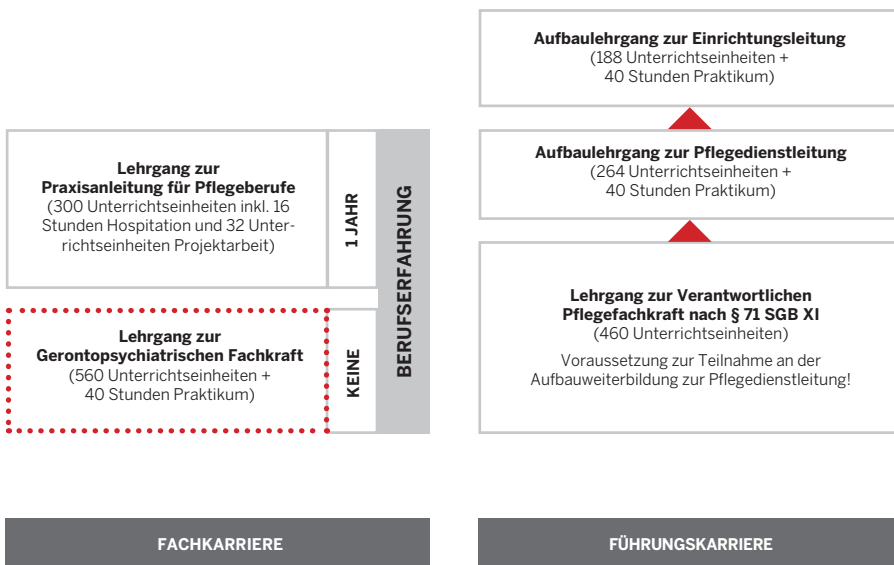 Lehrgang zur
Praxisanleitung für Pflegeberufe
(300 Unterrichtseinheiten inkl. 16
Stunden Hospitation und 32 Unter-
richtseinheiten Projektarbeit)
1 JAHR
Lehrgang zur
Gerontopsychiatrischen Fachkraft
(560 Unterrichtseinheiten +
40 Stunden Praktikum)
KEINE
BERUFSERFAHRUNG
FACHKARRIERE
Aufbaulehrgang zur Einrichtungsleitung
(188 Unterrichtseinheiten +
40 Stunden Praktikum)
Aufbaulehrgang zur Pflegedienstleitung
(264 Unterrichtseinheiten +
40 Stunden Praktikum)
Lehrgang zur Verantwortlichen
Pflegefachkraft nach § 71 SGB XI
(460 Unterrichtseinheiten)
Voraussetzung zur Teilnahme an der
Aufbauweiterbildung zur Pflegedienstleitung!
FÜHRUNGSKARRIERE